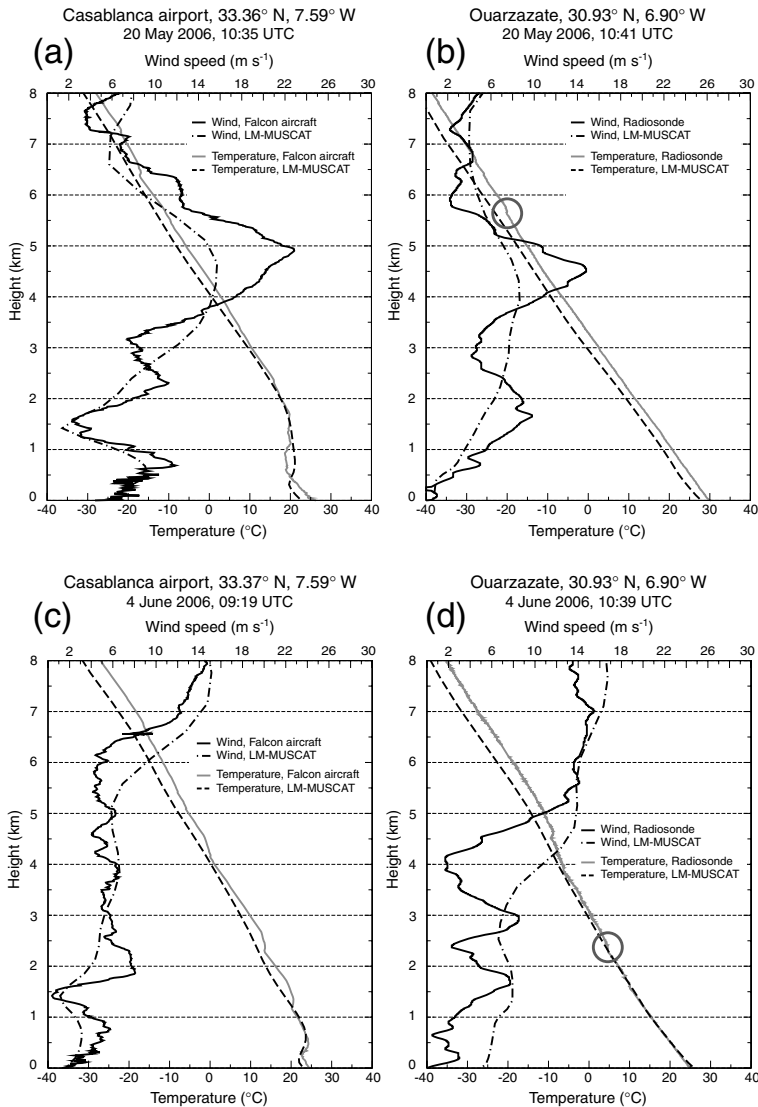 Casablanca airport, 33.36° N, 7.59° W
20 May 2006, 10:35 UTC
(a)
Wind speed (m s⁻¹)
2 6 10 14 18 22 26 30
Wind, Falcon aircraft
Wind, LM-MUSCAT
Temperature, Falcon aircraft
Temperature, LM-MUSCAT
Height (km)
8
7
6
5
4
3
2
1
0
-40 -30 -20 -10 0 10 20 30 40
Temperature (°C)
Ouarzazate, 30.93° N, 6.90° W
20 May 2006, 10:41 UTC
(b)
Wind speed (m s⁻¹)
2 6 10 14 18 22 26 30
Wind, Radiosonde
Wind, LM-MUSCAT
Temperature, Radiosonde
Temperature, LM-MUSCAT
Height (km)
8
7
6
5
4
3
2
1
0
-40 -30 -20 -10 0 10 20 30 40
Temperature (°C)
Casablanca airport, 33.37° N, 7.59° W
4 June 2006, 09:19 UTC
(c)
Wind speed (m s⁻¹)
2 6 10 14 18 22 26 30
Wind, Falcon aircraft
Wind, LM-MUSCAT
Temperature, Falcon aircraft
Temperature, LM-MUSCAT
Height (km)
8
7
6
5
4
3
2
1
0
-40 -30 -20 -10 0 10 20 30 40
Temperature (°C)
Ouarzazate, 30.93° N, 6.90° W
4 June 2006, 10:39 UTC
(d)
Wind speed (m s⁻¹)
2 6 10 14 18 22 26 30
Wind, Radiosonde
Wind, LM-MUSCAT
Temperature, Radiosonde
Temperature, LM-MUSCAT
Height (km)
8
7
6
5
4
3
2
1
0
-40 -30 -20 -10 0 10 20 30 40
Temperature (°C)